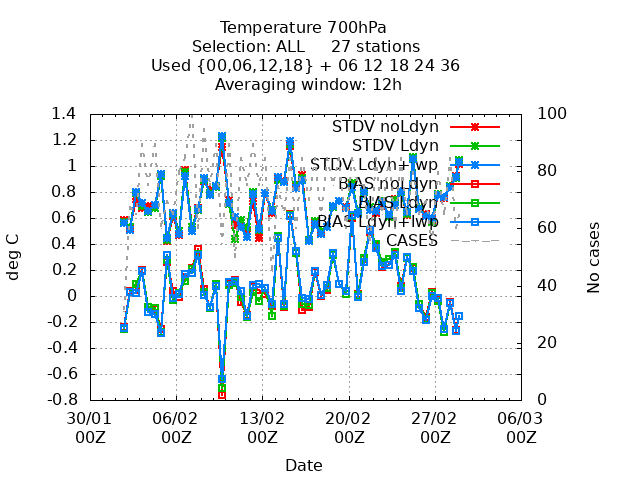 Temperature 700hPa
Selection: ALL 27 stations
Used {00,06,12,18} + 06 12 18 24 36
Averaging window: 12h
1.4
1.2
1
0.8
0.6
0.4
0.2
0
-0.2
-0.4
-0.6
-0.8
deg C
100
80
60
40
20
0
No cases
STDV noLdyn
STDV Ldyn
STDV Ldyn+lwp
BIAS noLdyn
BIAS Ldyn
BIAS Ldyn+lwp
CASES
30/01 06/02 13/02 20/02 27/02 06/03
00Z 00Z 00Z 00Z 00Z 00Z
Date